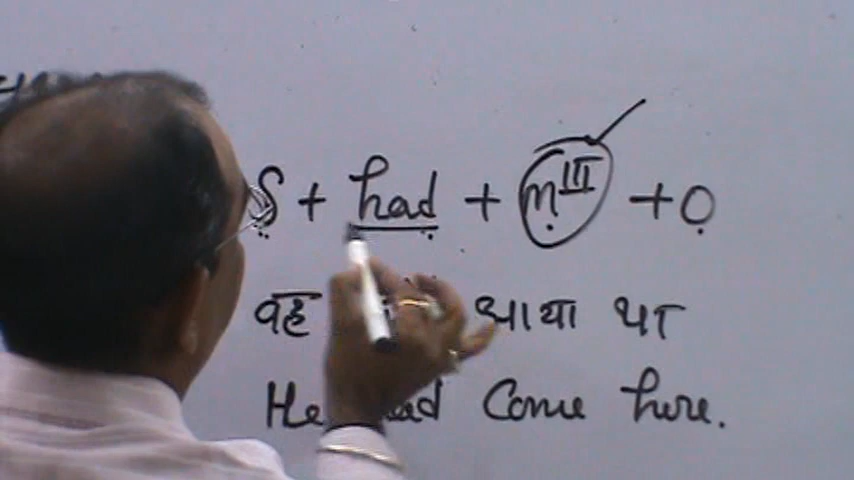 S + had + m III + O
वह आया था
He had Come here.